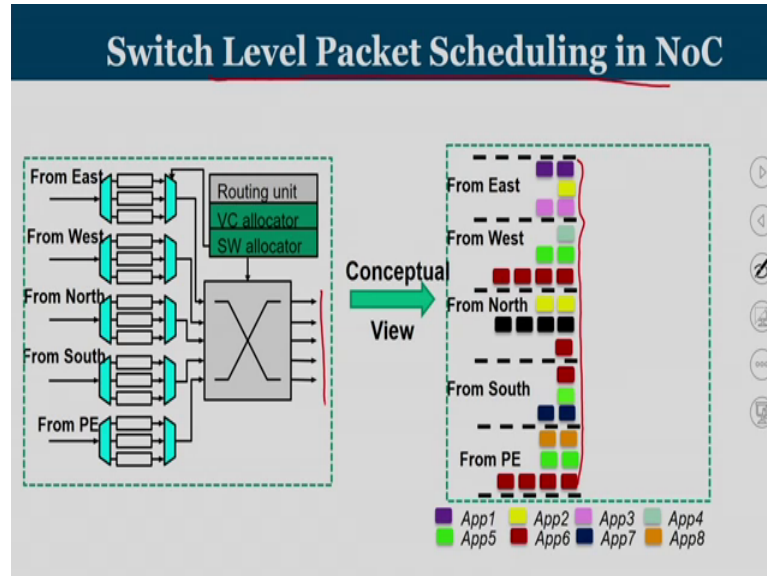 Switch Level Packet Scheduling in NoC
From East
From West
From North
From South
From PE
Routing unit
VC allocator
SW allocator
Conceptual
View
From East
From West
From North
From South
From PE
App1 App2 App3 App4
App5 App6 App7 App8